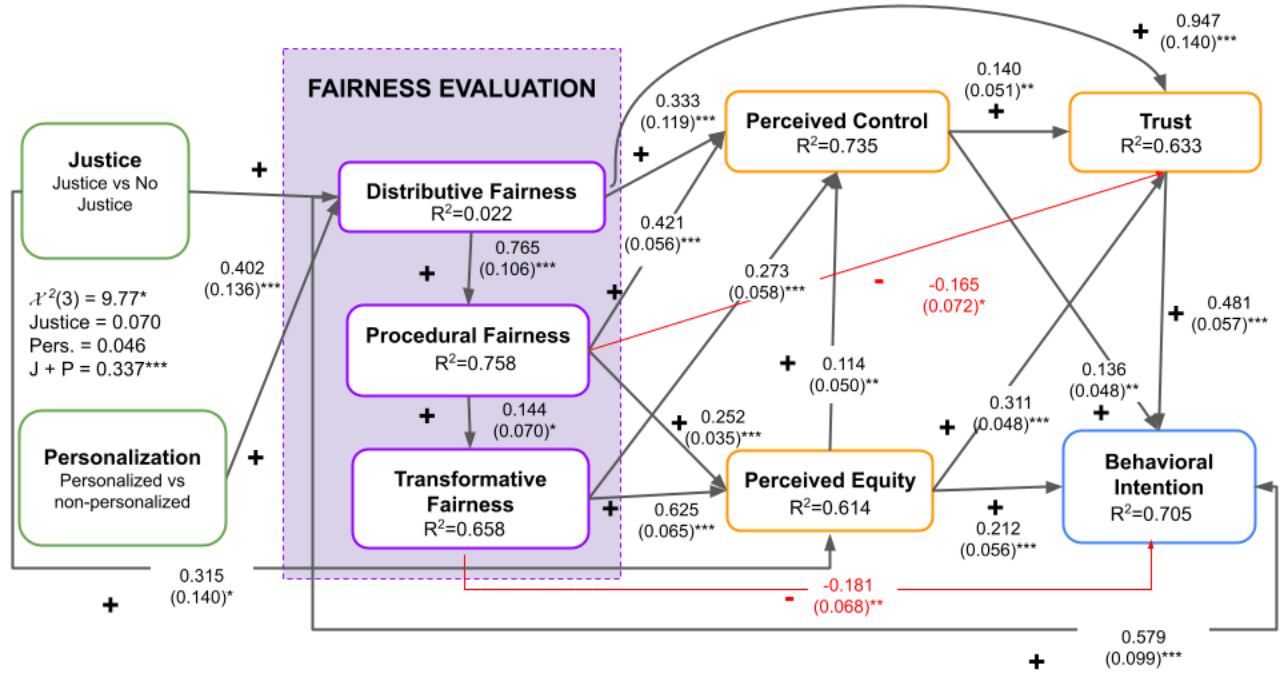 FAIRNESS EVALUATION
Justice
Justice vs No
Justice
+
𝒳²(3) = 9.77*
Justice = 0.070
Pers. = 0.046
J + P = 0.337***
Personalization
Personalized vs
non-personalized
+
0.402
(0.136)***
Distributive Fairness
R²=0.022
+
0.765
(0.106)***
Procedural Fairness
R²=0.758
+
0.144
(0.070)*
Transformative
Fairness
R²=0.658
0.333
(0.119)***
+
0.421
(0.056)***
+
0.273
(0.058)***
+
0.252
(0.035)***
+
0.625
(0.065)***
Perceived Control
R²=0.735
+
0.114
(0.050)**
Perceived Equity
R²=0.614
0.140
(0.051)**
+
+
0.947
(0.140)***
Trust
R²=0.633
-
-0.165
(0.072)*
+
0.481
(0.057)***
0.136
(0.048)**
+
+
0.311
(0.048)***
+
0.212
(0.056)***
Behavioral
Intention
R²=0.705
0.315
(0.140)*
+
-
-0.181
(0.068)**
0.579
(0.099)***
+